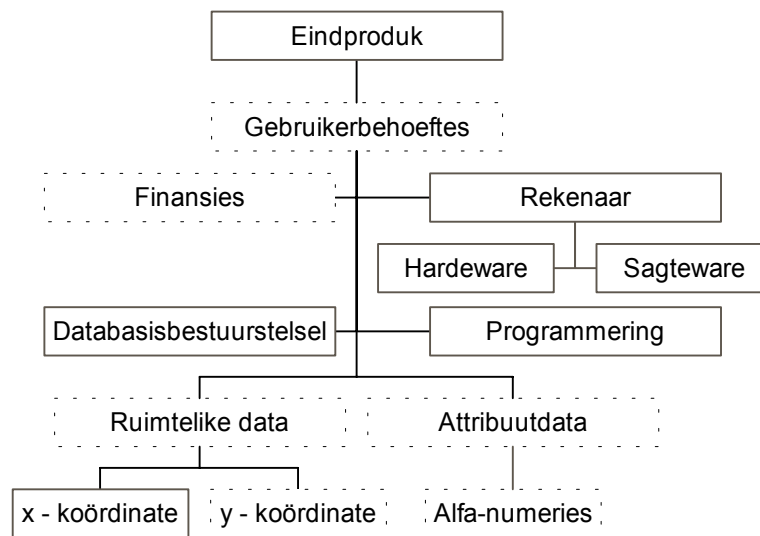 Eindproduk
Gebruikerbehoeftes
Finansies
Rekenaar
Hardeware
Sagteware
Databasisbestuurstelsel
Programmering
Ruimtelike data
Attribuutdata
x - koördinate
y - koördinate
Alfa-numeries